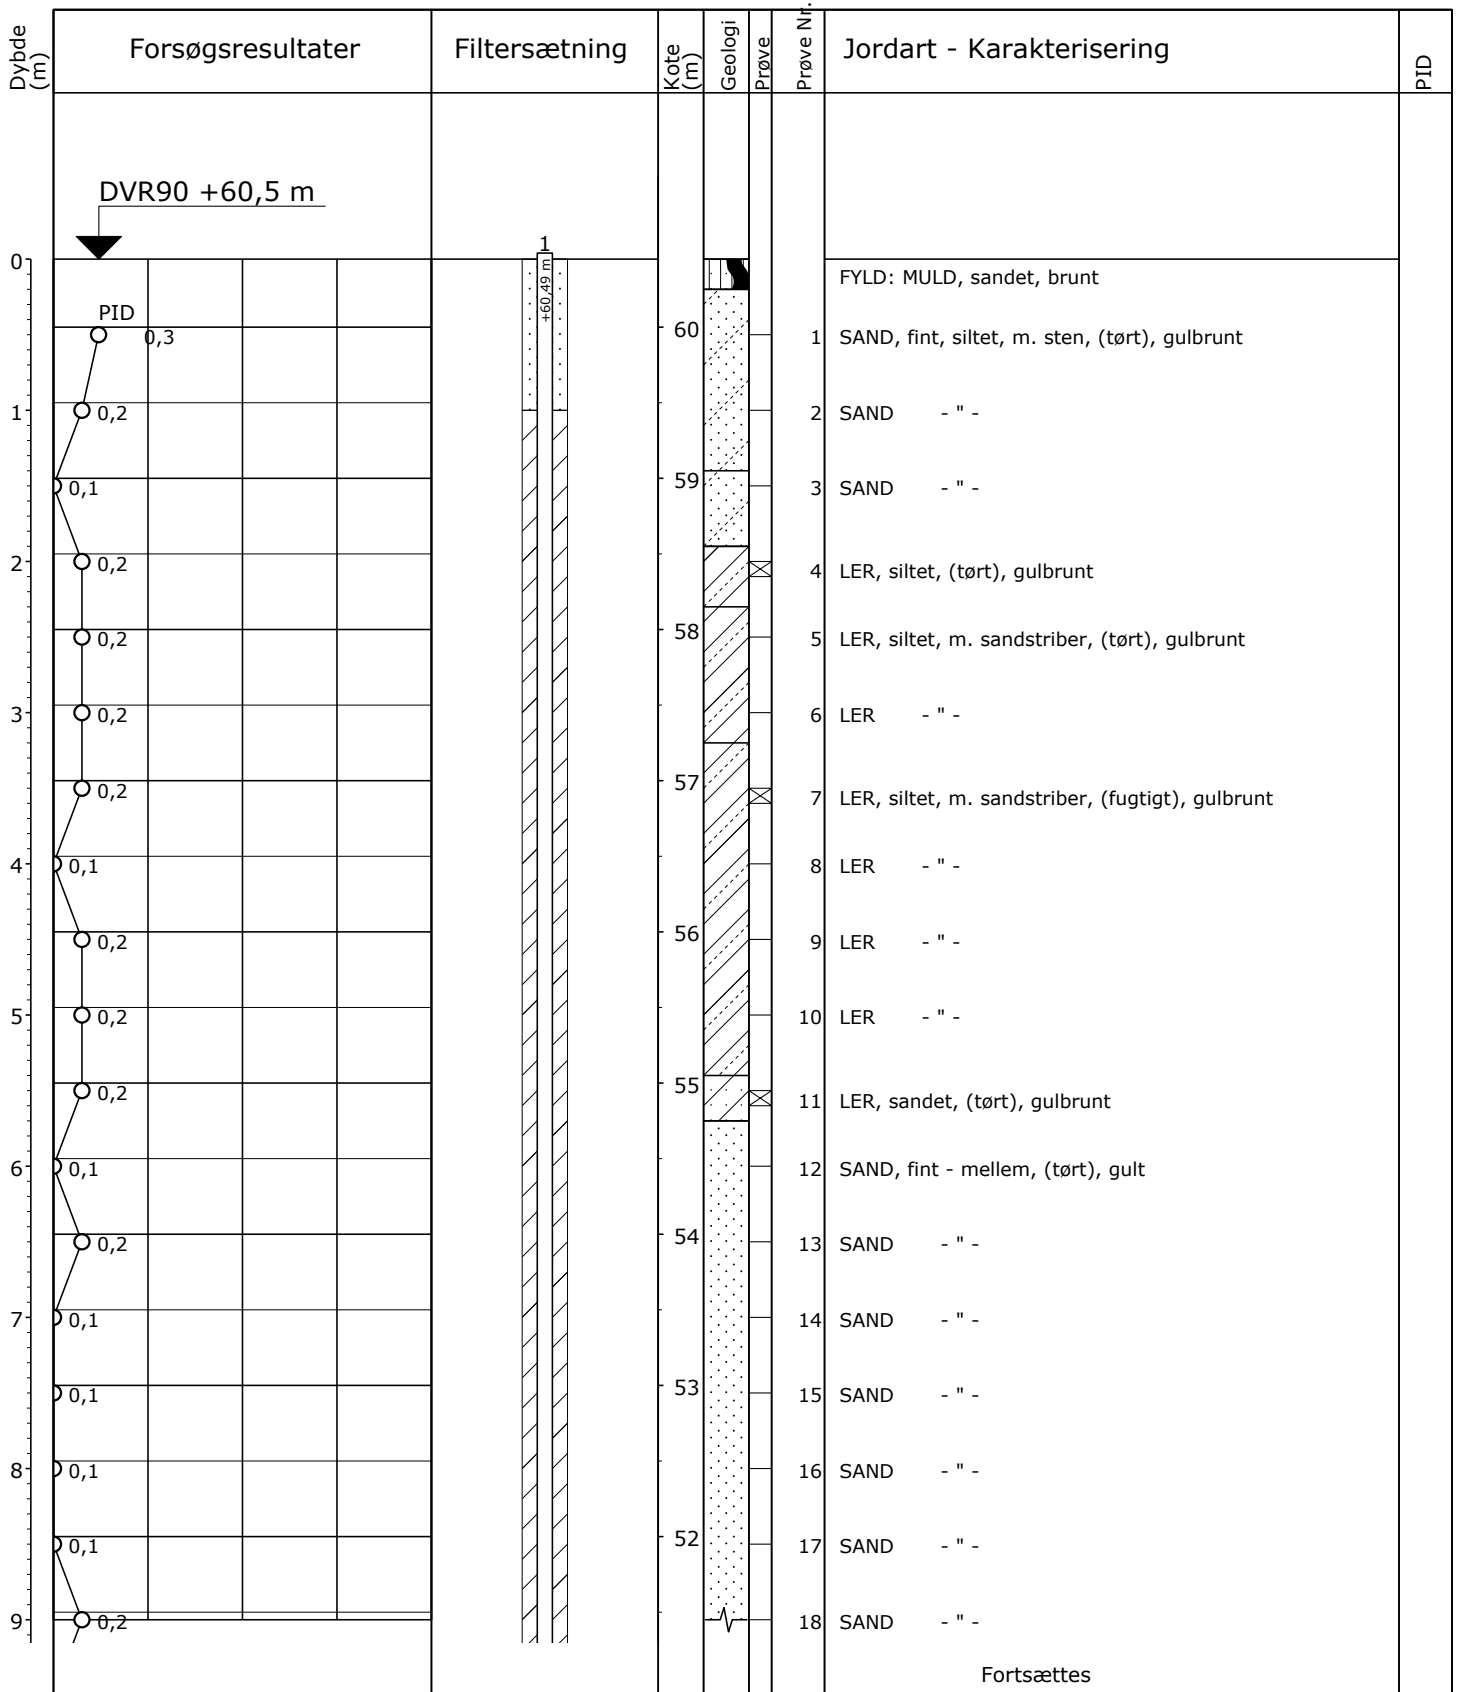 Dybde (m) Forsøgsresultater Filtersætning Kote (m) Geologi Prøve Prøve Nr. Jordart - Karakterisering PID
DVR90 +60,5 m
1
+60,49 m
0 FYLD: MULD, sandet, brunt
PID
0,3 60 1 SAND, fint, siltet, m. sten, (tørt), gulbrunt
1 0,2 2 SAND - " -
0,1 59 3 SAND - " -
2 0,2 4 LER, siltet, (tørt), gulbrunt
0,2 58 5 LER, siltet, m. sandstriber, (tørt), gulbrunt
3 0,2 6 LER - " -
0,2 57 7 LER, siltet, m. sandstriber, (fugtigt), gulbrunt
4 0,1 8 LER - " -
0,2 56 9 LER - " -
5 0,2 10 LER - " -
0,2 55 11 LER, sandet, (tørt), gulbrunt
6 0,1 12 SAND, fint - mellem, (tørt), gult
0,2 54 13 SAND - " -
7 0,1 14 SAND - " -
0,1 53 15 SAND - " -
8 0,1 16 SAND - " -
0,1 52 17 SAND - " -
9 0,2 18 SAND - " -
Fortsættes